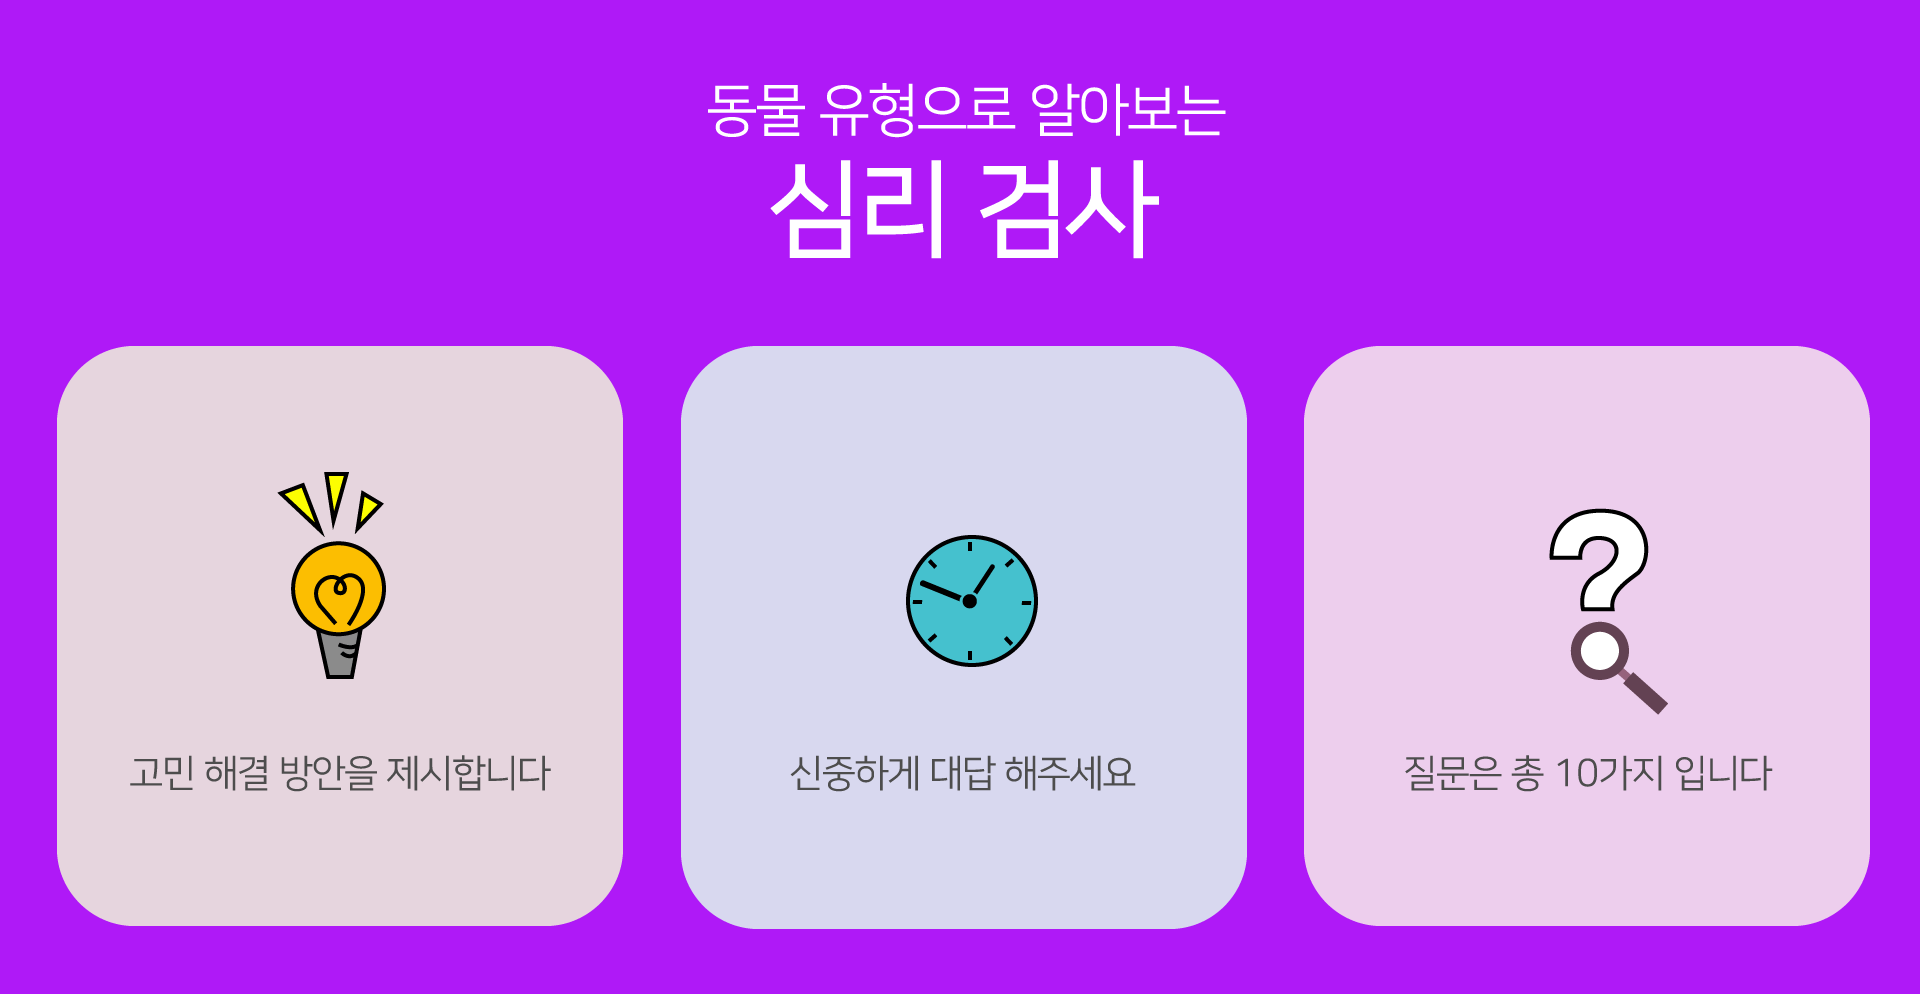 동물 유형으로 알아보는
심리 검사
고민 해결 방안을 제시합니다
신중하게 대답 해주세요
질문은 총 10가지 입니다